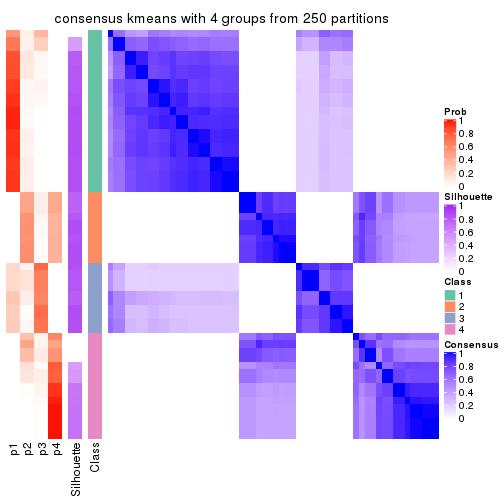 consensus kmeans with 4 groups from 250 partitions
Prob
1
0.8
0.6
0.4
0.2
0
Silhouette
1
0.8
0.6
0.4
0.2
0
Class
1
2
3
4
Consensus
1
0.8
0.6
0.4
0.2
0
p1
p2
p3
p4
Silhouette
Class